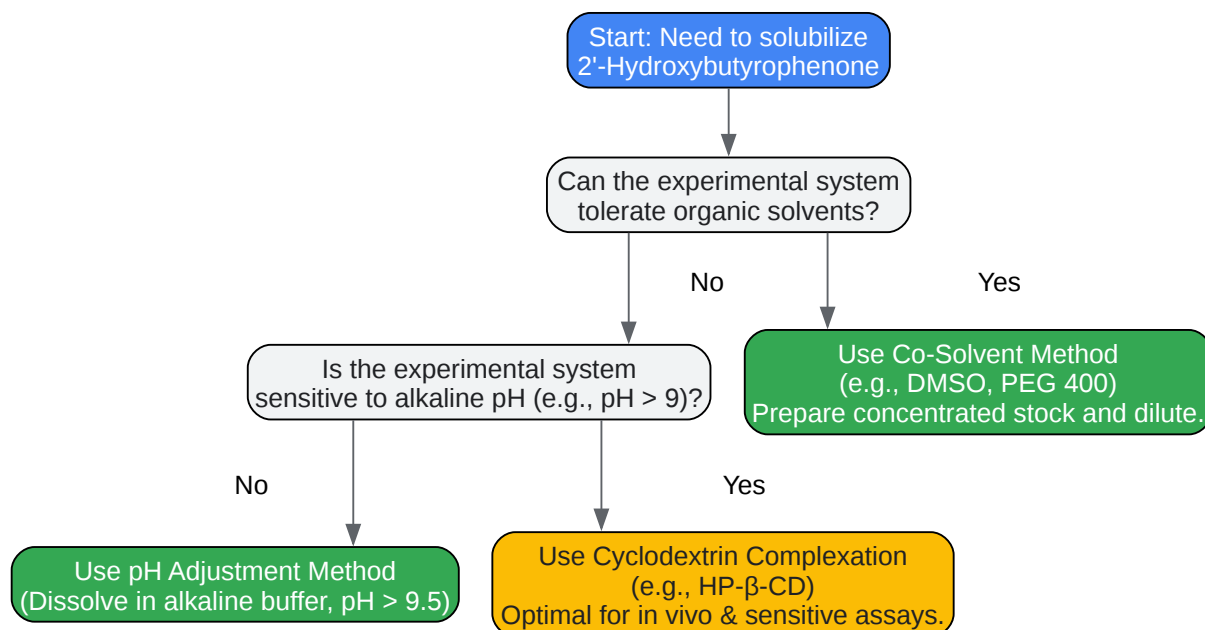 Start: Need to solubilize
2'-Hydroxybutyrophenone
Can the experimental system
tolerate organic solvents?
No
Yes
Is the experimental system
sensitive to alkaline pH (e.g., pH > 9)?
Use Co-Solvent Method
(e.g., DMSO, PEG 400)
Prepare concentrated stock and dilute.
No
Yes
Use pH Adjustment Method
(Dissolve in alkaline buffer, pH > 9.5)
Use Cyclodextrin Complexation
(e.g., HP-β-CD)
Optimal for in vivo & sensitive assays.